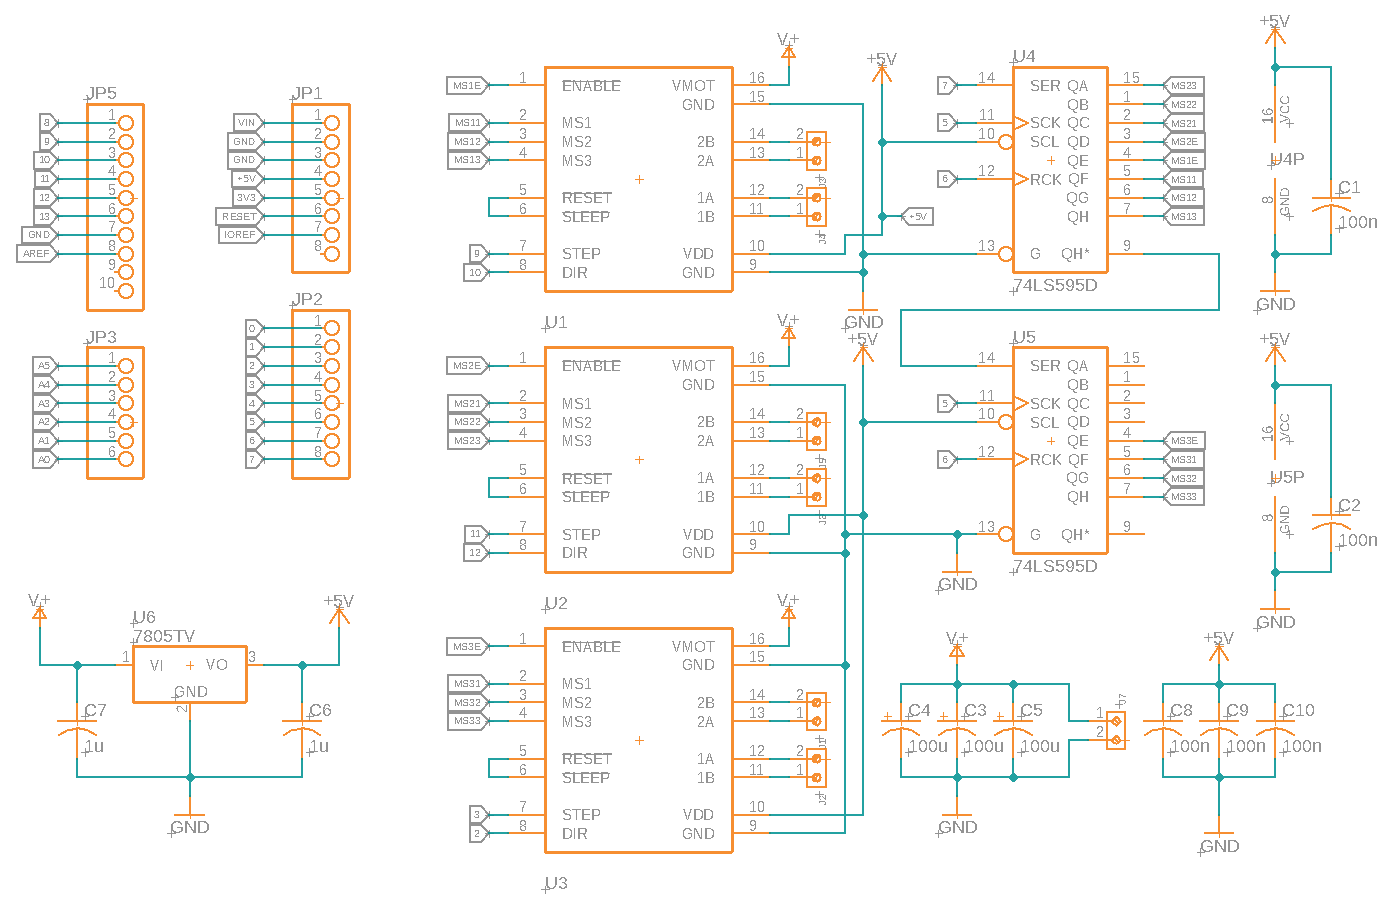 JP5
8 1
9 2
10 3
11 4
12 5
13 6
GND 7
AREF 8
9
10
JP1
VIN 1
GND 2
GND 3
+5V 4
3V3 5
RESET 6
IOREF 7
8
JP3
A5 1
A4 2
A3 3
A2 4
A1 5
A0 6
JP2
0 1
1 2
2 3
3 4
4 5
5 6
6 7
7 8
V+
U6
7805TV
+5V
1 VI VO 3
GND
2
C7
1u
C6
1u
GND
V+
MS1E 1 ENABLE VMOT 16
GND 15
MS11 2 MS1
MS12 3 MS2 2B 14 2
MS13 4 MS3 2A 13 1
5 RESET 1A 12 2
6 SLEEP 1B 11 1
9 7 STEP VDD 10
10 8 DIR GND 9
U1
GND
V+
+5V
MS2E 1 ENABLE VMOT 16
GND 15
MS21 2 MS1
MS22 3 MS2 2B 14 2
MS23 4 MS3 2A 13 1
5 RESET 1A 12 2
6 SLEEP 1B 11 1
11 7 STEP VDD 10
12 8 DIR GND 9
U2
V+
MS3E 1 ENABLE VMOT 16
GND 15
MS31 2 MS1
MS32 3 MS2 2B 14 2
MS33 4 MS3 2A 13 1
5 RESET 1A 12 2
6 SLEEP 1B 11 1
J2
3 7 STEP VDD 10
2 8 DIR GND 9
U3
+5V
+5V
U4
7 14 SER QA 15 MS23
QB 1 MS22
5 11 SCK QC 2 MS21
10 SCL QD 3 MS2E
QE 4 MS1E
6 12 RCK QF 5 MS11
QG 6 MS12
QH 7 MS13
13 G QH* 9
74LS595D
U5
14 SER QA 15
QB 1
5 11 SCK QC 2
10 SCL QD 3
QE 4 MS3E
6 12 RCK QF 5 MS31
QG 6 MS32
QH 7 MS33
13 G QH* 9
74LS595D
GND
+5V
16 VCC
U4P
8 GND
C1
100n
GND
+5V
16 VCC
U5P
8 GND
C2
100n
GND
V+
C4 C3 C5
100u 100u 100u
GND
J7
1
2
+5V
C8 C9 C10
100n 100n 100n
GND